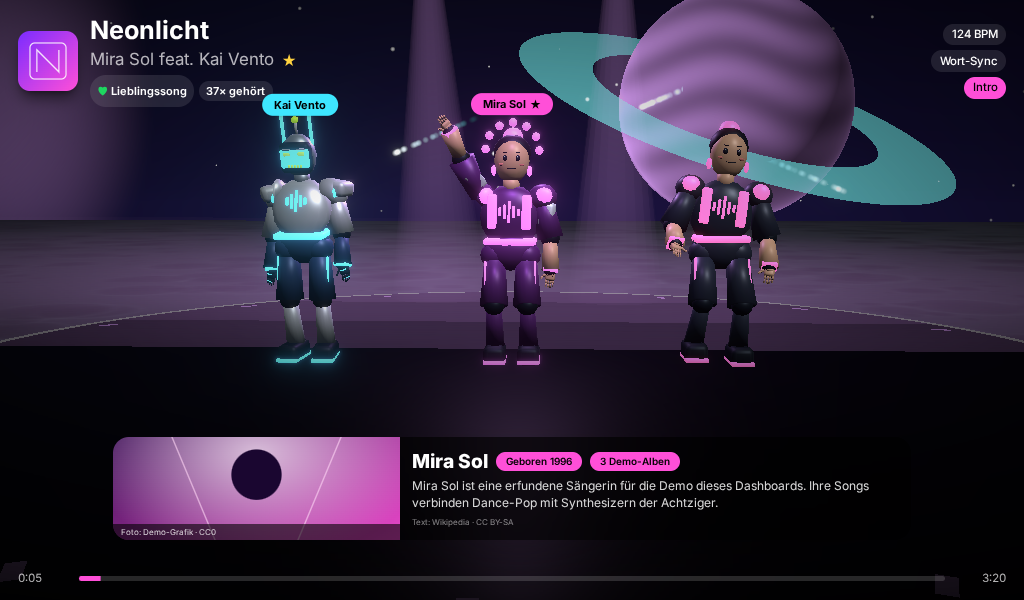 N
Neonlicht
Mira Sol feat. Kai Vento ★
Lieblingssong
37× gehört
124 BPM
Wort-Sync
Intro
Kai Vento
Mira Sol ★
Mira Sol
Geboren 1996
3 Demo-Alben
Mira Sol ist eine erfundene Sängerin für die Demo dieses Dashboards. Ihre Songs
verbinden Dance-Pop mit Synthesizern der Achtziger.
Text: Wikipedia · CC BY-SA
Foto: Demo-Grafik · CC0
0:05
3:20